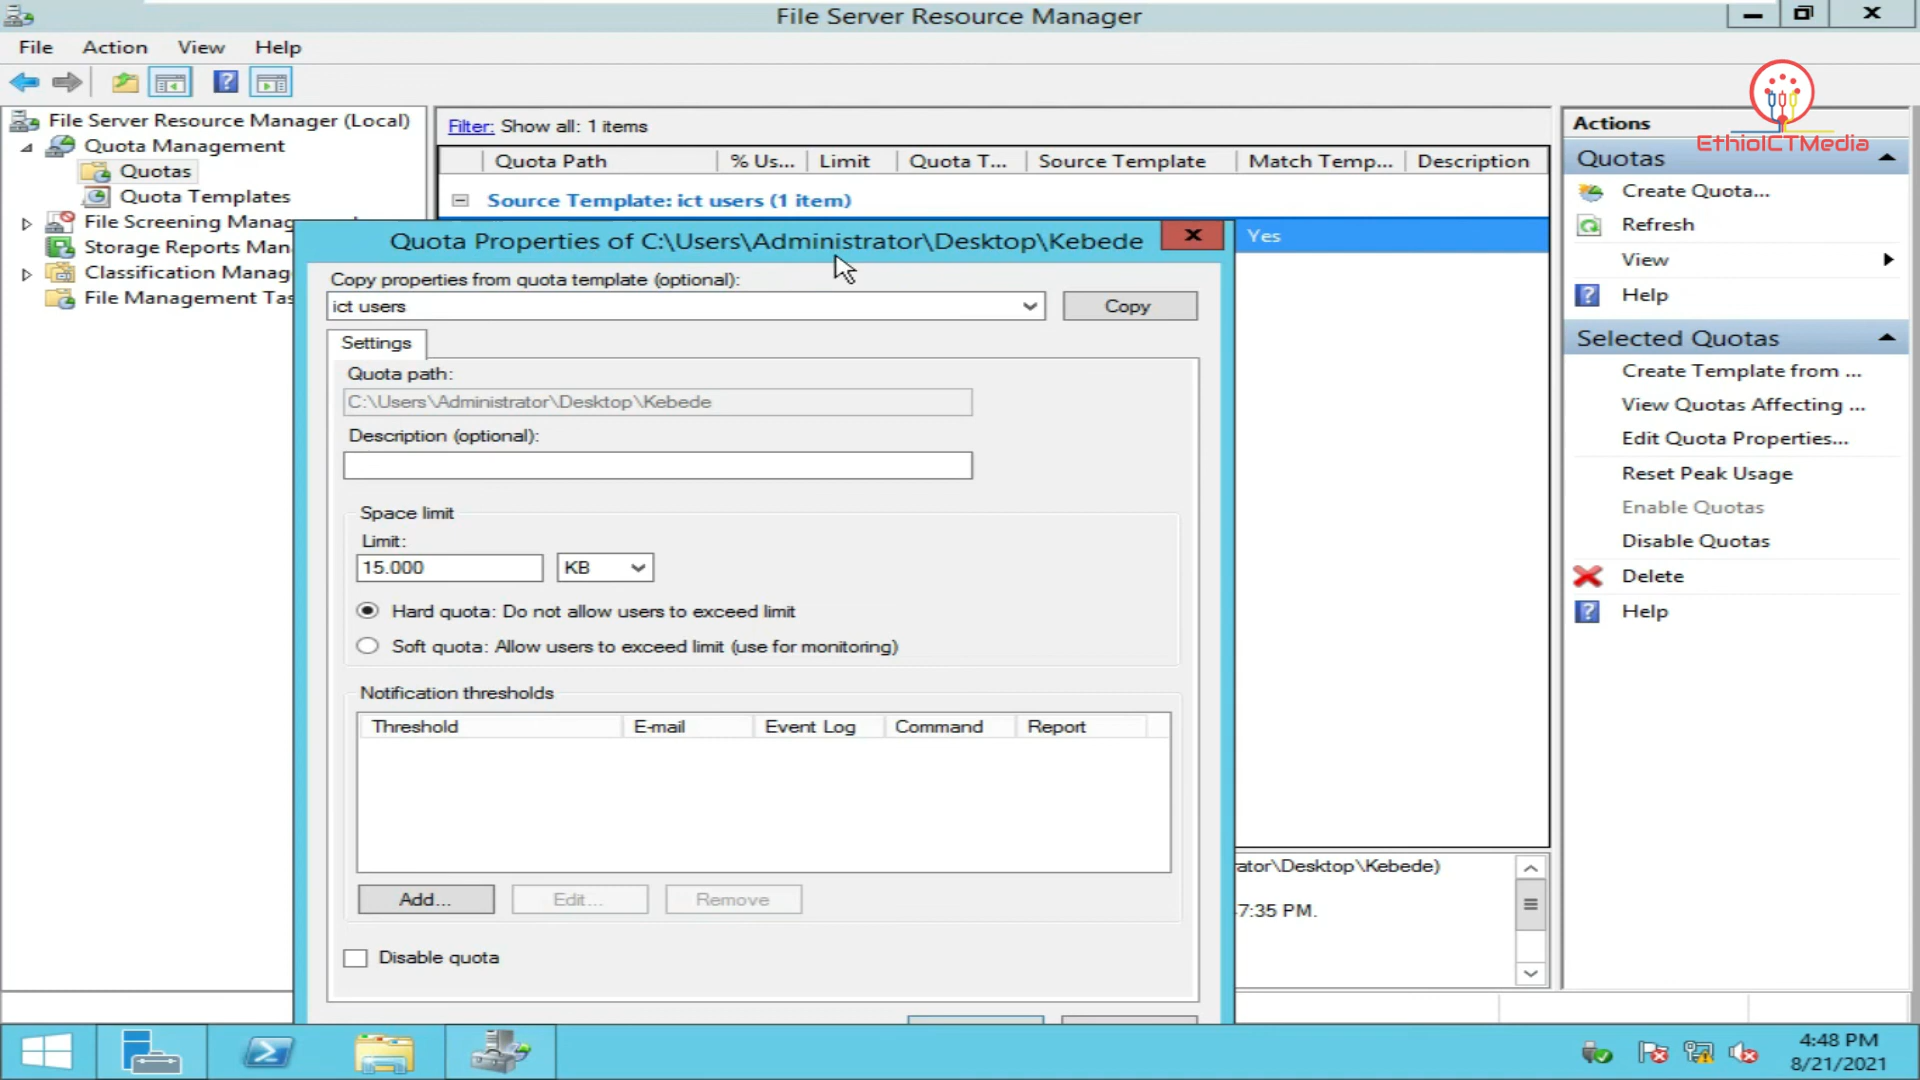 File Server Resource Manager
File Action View Help
EthioICTMedia
File Server Resource Manager (Local)
Quota Management
Quotas
Quota Templates
File Screening Manag
Storage Reports Man
Classification Manag
File Management Tas
Filter: Show all: 1 items
Quota Path % Us... Limit Quota T... Source Template Match Temp... Description
Source Template: ict users (1 item)
Yes
Quota Properties of C:\Users\Administrator\Desktop\Kebede
Copy properties from quota template (optional):
ict users
Copy
Settings
Quota path:
C:\Users\Administrator\Desktop\Kebede
Description (optional):
Space limit
Limit:
15.000 KB
Hard quota: Do not allow users to exceed limit
Soft quota: Allow users to exceed limit (use for monitoring)
Notification thresholds
Threshold E-mail Event Log Command Report
Add... Edit... Remove
Disable quota
ator\Desktop\Kebede)
7:35 PM.
Actions
Quotas
Create Quota...
Refresh
View
Help
Selected Quotas
Create Template from ...
View Quotas Affecting ...
Edit Quota Properties...
Reset Peak Usage
Enable Quotas
Disable Quotas
Delete
Help
4:48 PM
8/21/2021